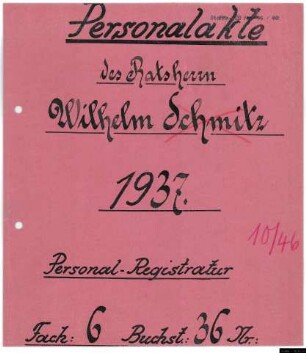 Personalakte
des Ratsherrn
Wilhelm Schmitz
1937.
10/46
Personal-Registratur
Fach: 6 Buchst: 36 Nr: